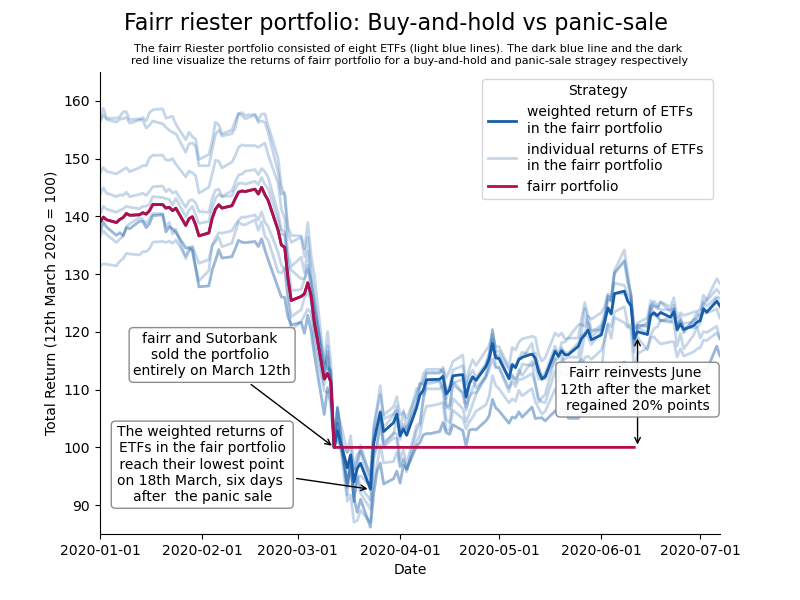 Fairr riester portfolio: Buy-and-hold vs panic-sale
The fairr Riester portfolio consisted of eight ETFs (light blue lines). The dark blue line and the dark
red line visualize the returns of fairr portfolio for a buy-and-hold and panic-sale stragey respectively
Strategy
weighted return of ETFs
in the fairr portfolio
individual returns of ETFs
in the fairr portfolio
fairr portfolio
Total Return (12th March 2020 = 100)
160
150
140
130
120
110
100
90
fairr and Sutorbank
sold the portfolio
entirely on March 12th
Fairr reinvests June
12th after the market
regained 20% points
The weighted returns of
ETFs in the fair portfolio
reach their lowest point
on 18th March, six days
after  the panic sale
2020-01-01
2020-02-01
2020-03-01
2020-04-01
2020-05-01
2020-06-01
2020-07-01
Date